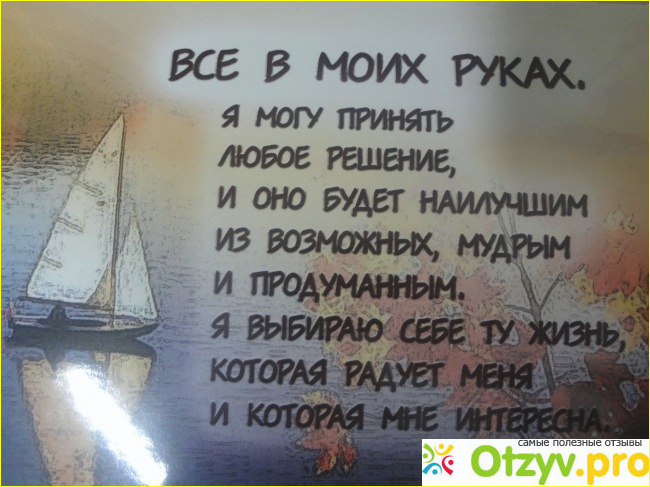 ВСЕ В МОИХ РУКАХ.
Я МОГУ ПРИНЯТЬ
ЛЮБОЕ РЕШЕНИЕ,
И ОНО БУДЕТ НАИЛУЧШИМ
ИЗ ВОЗМОЖНЫХ, МУДРЫМ
И ПРОДУМАННЫМ.
Я ВЫБИРАЮ СЕБЕ ТУ ЖИЗНЬ,
КОТОРАЯ РАДУЕТ МЕНЯ
И КОТОРАЯ МНЕ ИНТЕРЕСНА.
самые полезные отзывы
Otzyv.pro